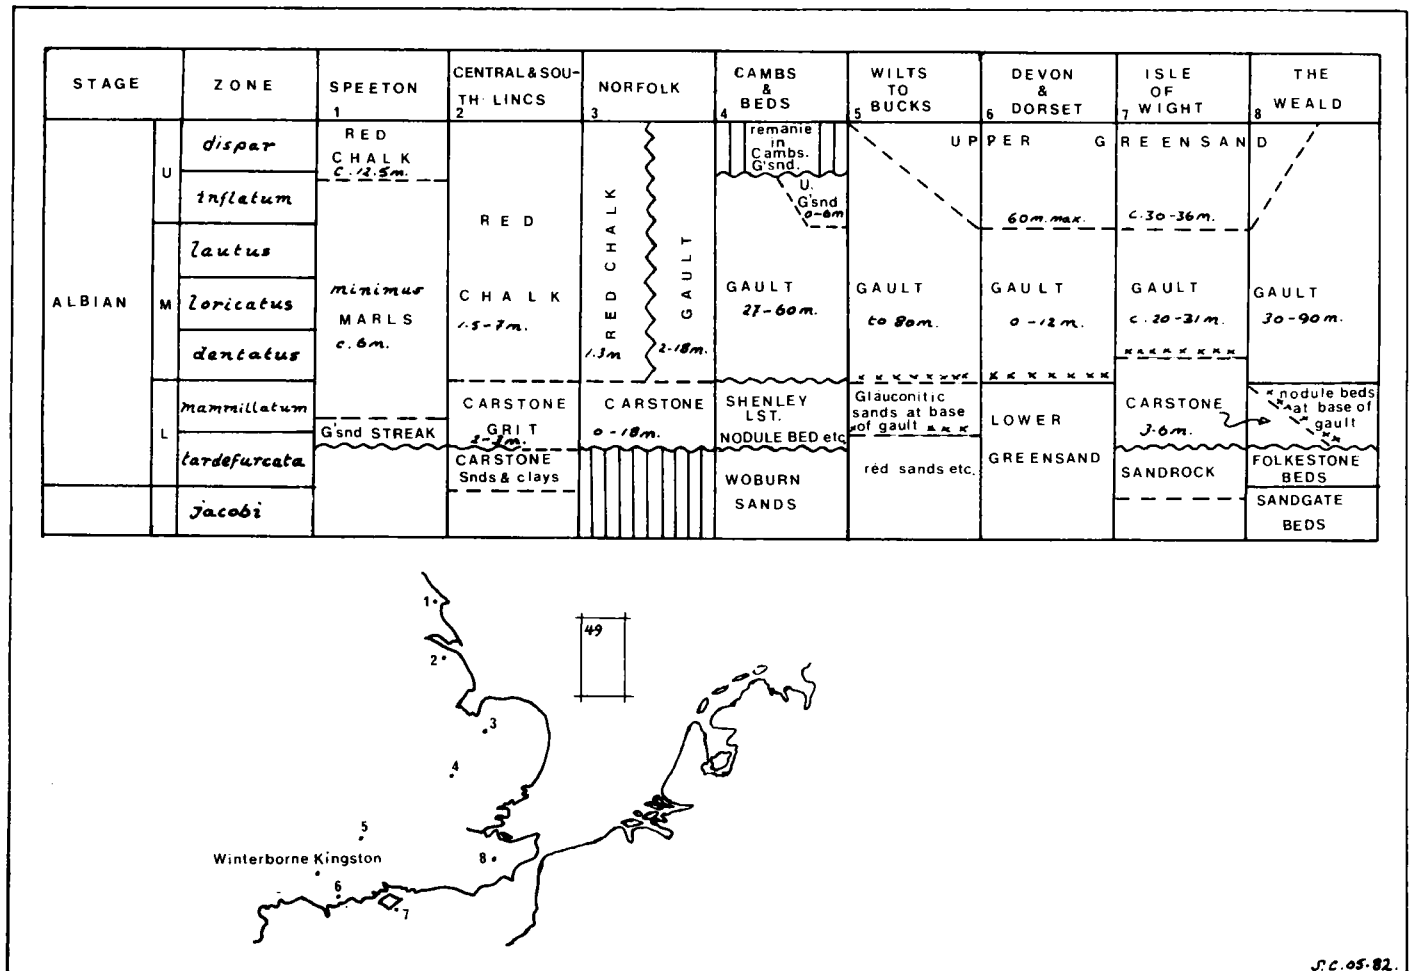 STAGE
ZONE
SPEETON
1
CENTRAL & SOU-
TH· LINCS
2
NORFOLK
3
CAMBS
&
BEDS
4
WILTS
TO
BUCKS
5
DEVON
&
DORSET
6
ISLE
OF
WIGHT
7
THE
WEALD
8
ALBIAN
U
M
L
dispar
inflatum
lautus
loricatus
dentatus
mammillatum
tardefurcata
jacobi
RED
CHALK
c. 12.5m.
minimus
MARLS
c. 6m.
G'snd STREAK
RED
CHALK
1.5-7m.
CARSTONE
GRIT
CARSTONE
Snds & clays
RED CHALK
1.3m
GAULT
2-18m.
CARSTONE
0-18m.
remanie
in
Cambs.
G'snd.
U.
G'snd
0-6m
GAULT
27-60m.
SHENLEY
LST.
NODULE BED etc
WOBURN
SANDS
UPPER GREENSAND
GAULT
to 80m.
Glauconitic
sands at base
of gault
red sands etc.
60m. max.
GAULT
0-12m.
LOWER
GREENSAND
c. 30-36m.
GAULT
c. 20-31m.
CARSTONE
3-6m.
SANDROCK
GAULT
30-90m.
nodule beds
at base of
gault
FOLKESTONE
BEDS
SANDGATE
BEDS
1
49
2
3
4
5
Winterborne Kingston
8
6
7
S.C.05.82.